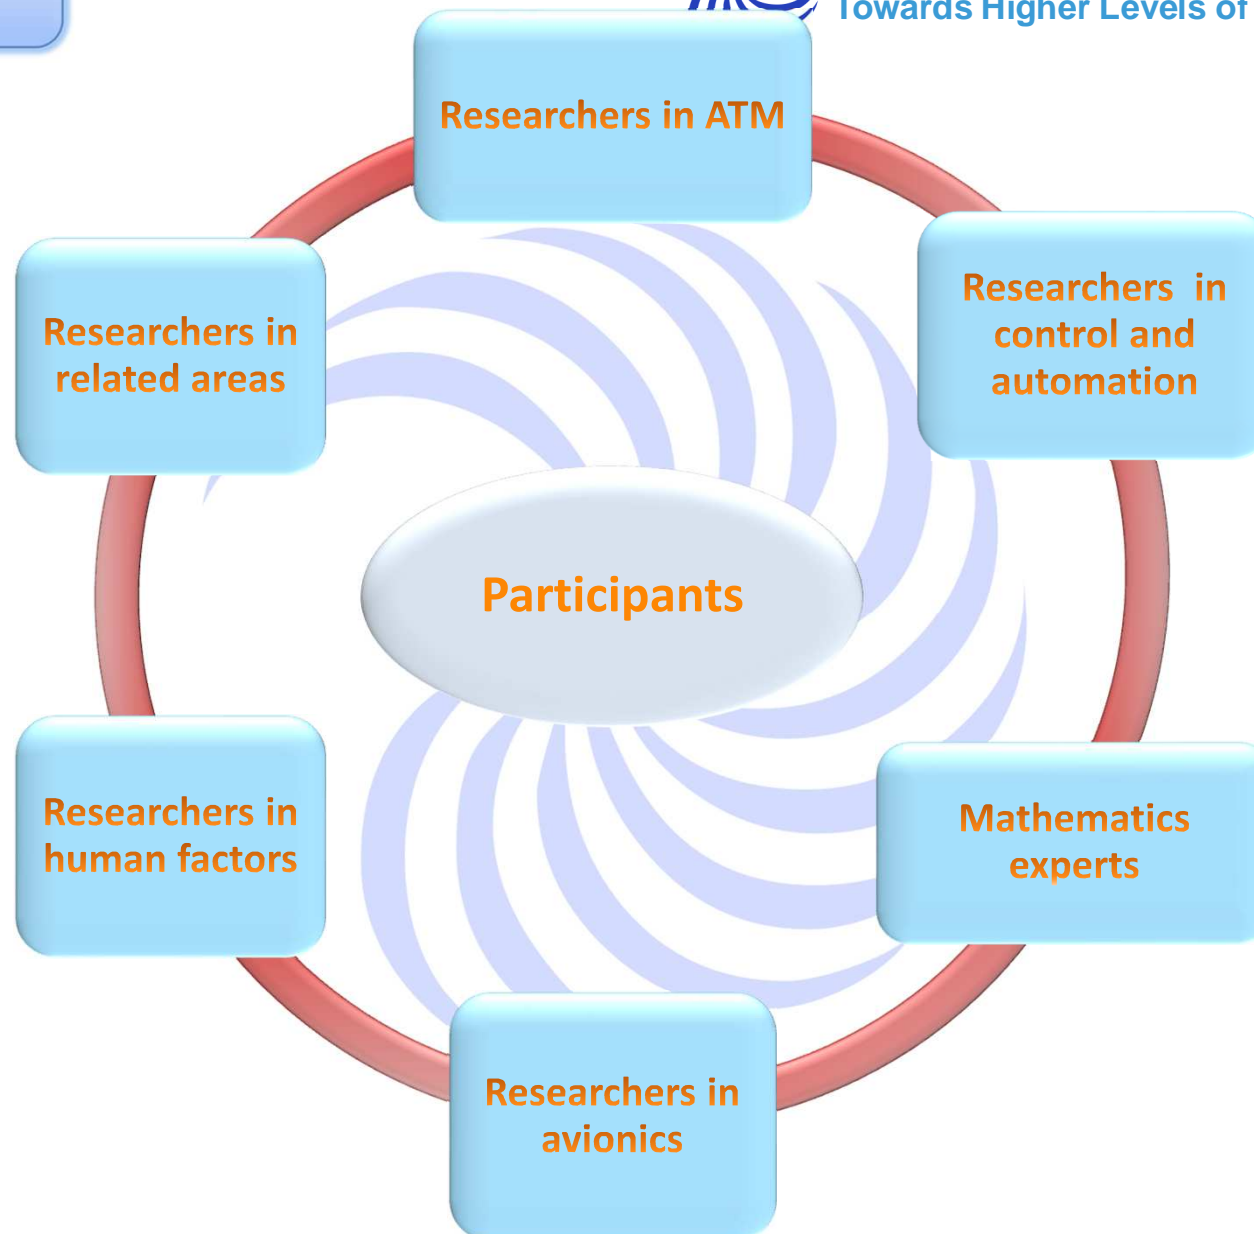 Towards Higher Levels of
Researchers in ATM
Researchers in
control and
automation
Researchers in
related areas
Participants
Researchers in
human factors
Mathematics
experts
Researchers in
avionics